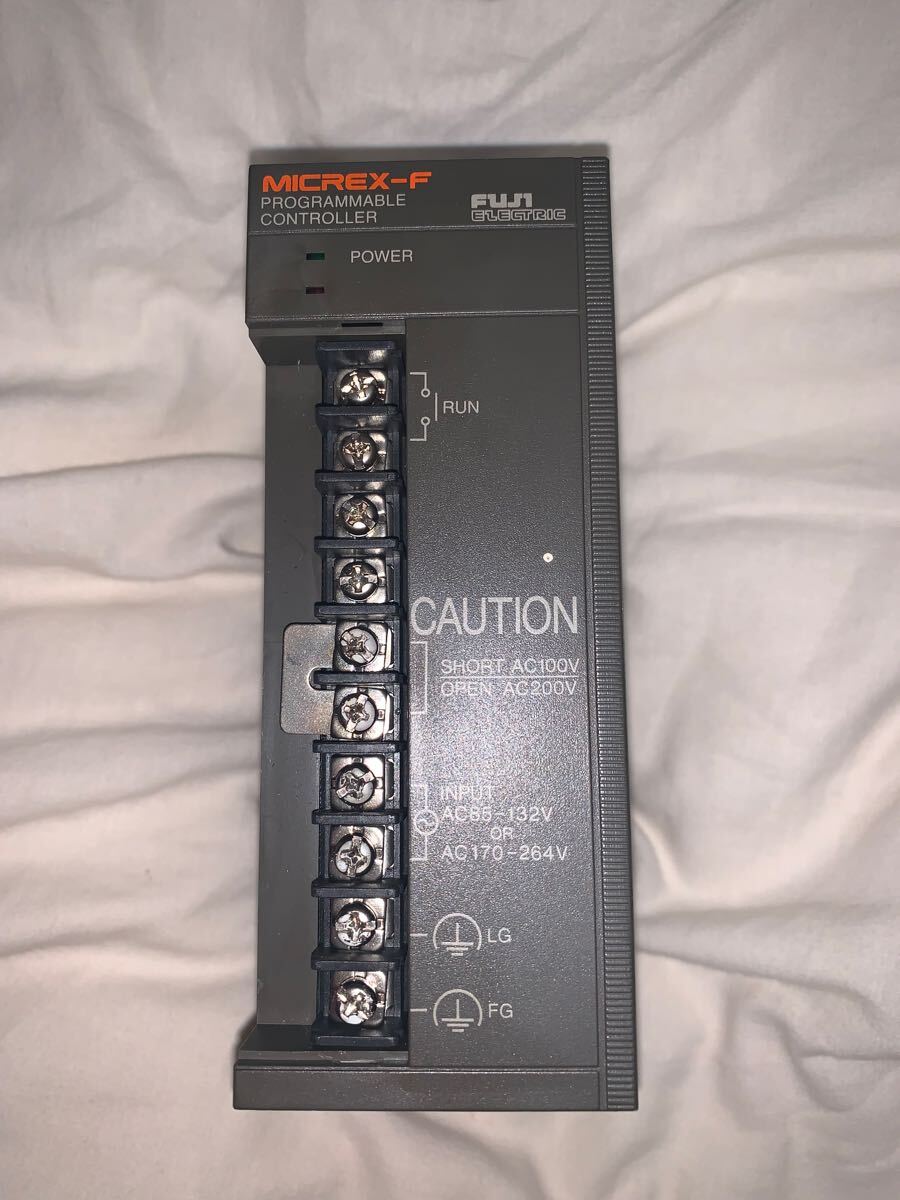 MICREX-F
PROGRAMMABLE
CONTROLLER
FUJI
ELECTRIC
POWER
RUN
CAUTION
SHORT AC100V
OPEN AC200V
INPUT
AC85-132V
OR
AC170-264V
LG
FG